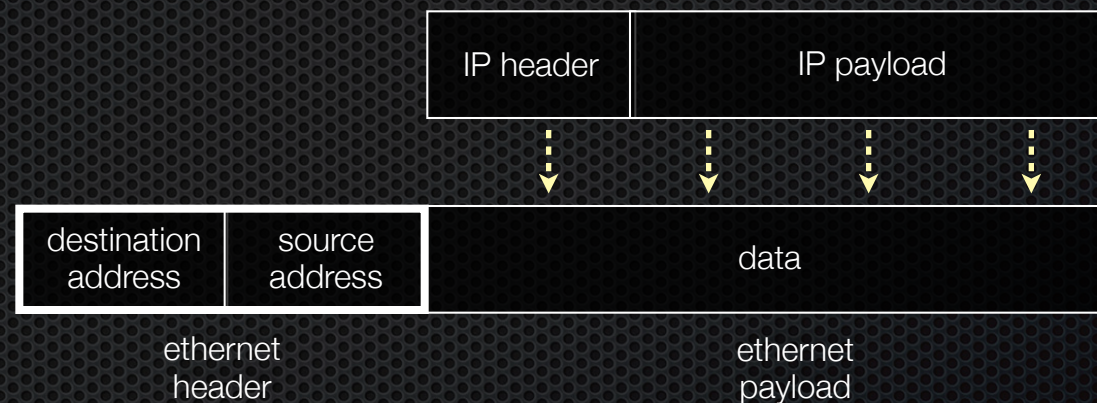 IP header
IP payload
destination
address
source
address
data
ethernet
header
ethernet
payload